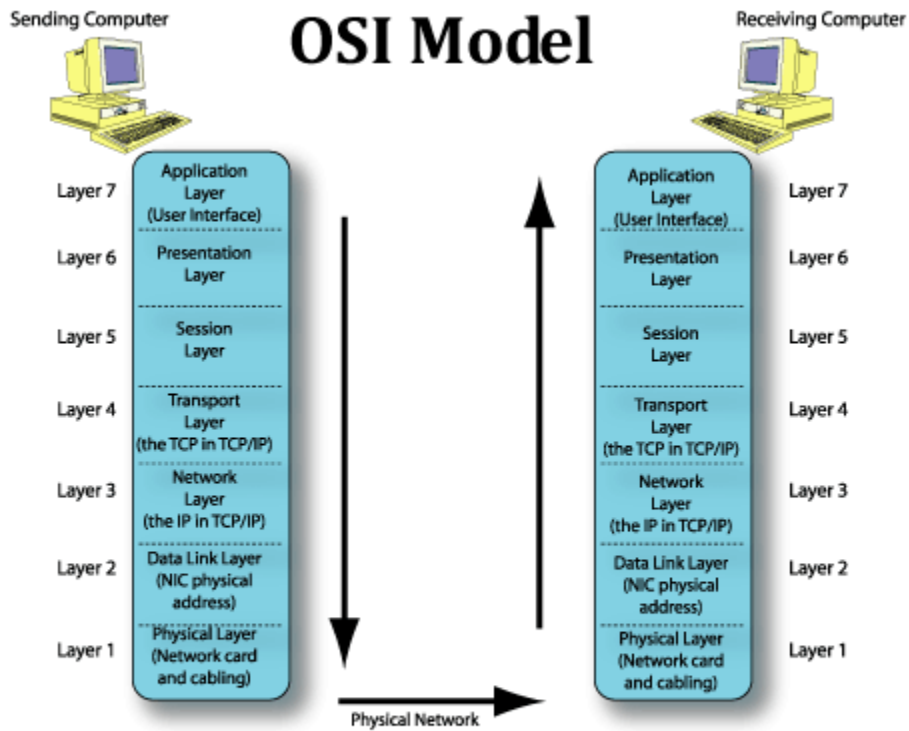 Sending Computer
OSI Model
Receiving Computer
Layer 7
Application
Layer
(User Interface)
Layer 6
Presentation
Layer
Layer 5
Session
Layer
Layer 4
Transport
Layer
(the TCP in TCP/IP)
Layer 3
Network
Layer
(the IP in TCP/IP)
Layer 2
Data Link Layer
(NIC physical
address)
Layer 1
Physical Layer
(Network card
and cabling)
Physical Network
Application
Layer
(User Interface)
Layer 7
Presentation
Layer
Layer 6
Session
Layer
Layer 5
Transport
Layer
(the TCP in TCP/IP)
Layer 4
Network
Layer
(the IP in TCP/IP)
Layer 3
Data Link Layer
(NIC physical
address)
Layer 2
Physical Layer
(Network card
and cabling)
Layer 1